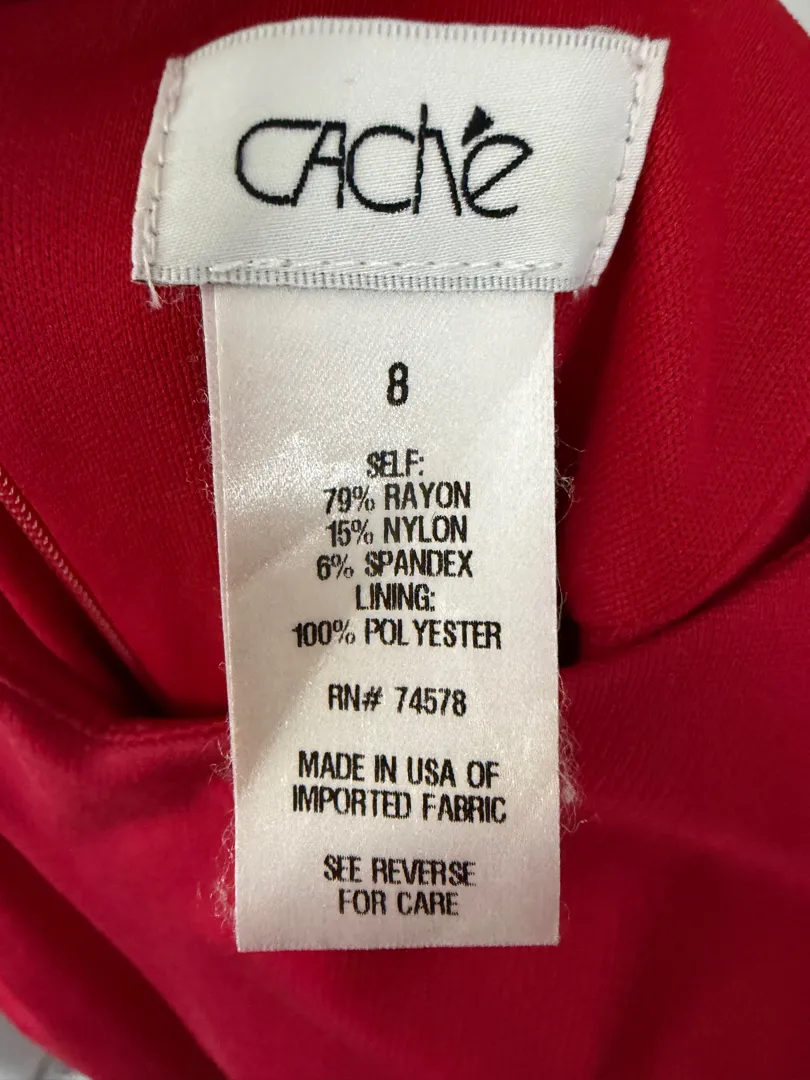 CAChé
8
SELF:
79% RAYON
15% NYLON
6% SPANDEX
LINING:
100% POLYESTER
RN# 74578
MADE IN USA OF
IMPORTED FABRIC
SEE REVERSE
FOR CARE